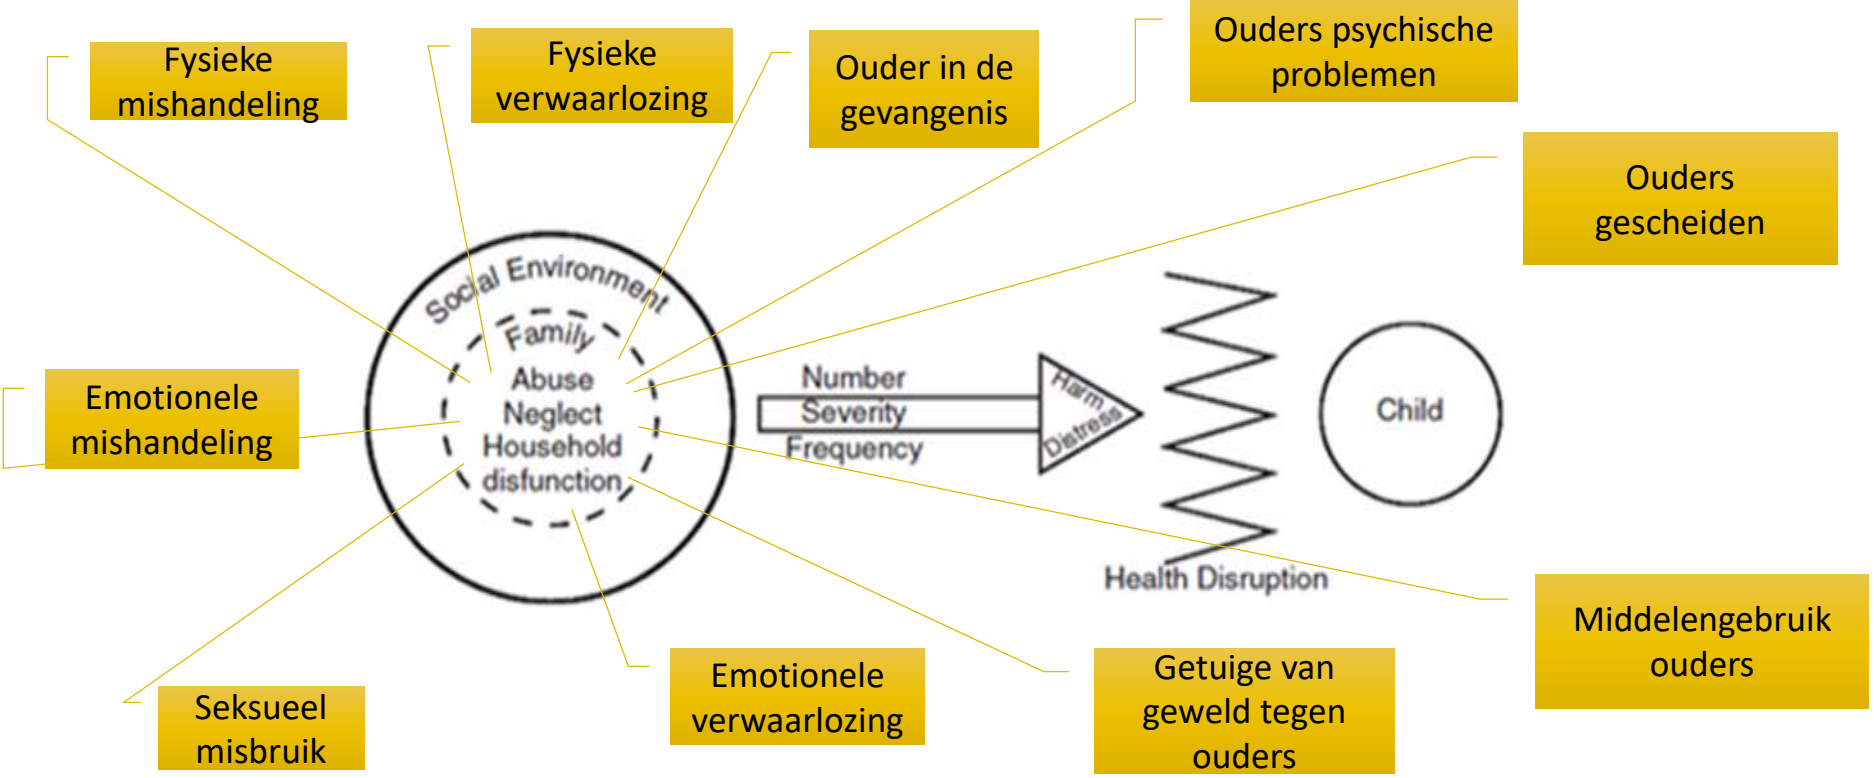 Fysieke
mishandeling
Fysieke
verwaarlozing
Ouder in de
gevangenis
Ouders psychische
problemen
Ouders
gescheiden
Social Environment
Family
Abuse
Neglect
Household
disfunction
Number
Severity
Frequency
Harm
Distress
Child
Health Disruption
Emotionele
mishandeling
Seksueel
misbruik
Emotionele
verwaarlozing
Getuige van
geweld tegen
ouders
Middelengebruik
ouders